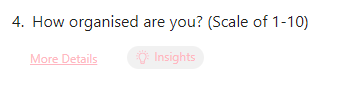 4. How organised are you? (Scale of 1-10)
More Details
Insights